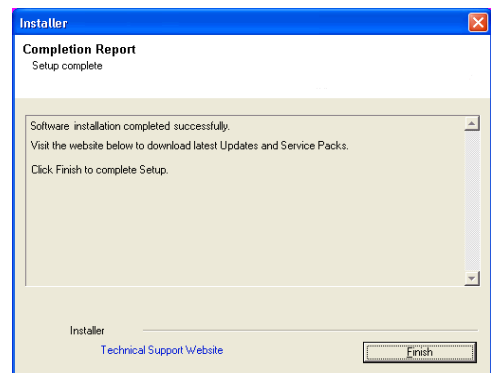 Installer
Completion Report
Setup complete
Software installation completed successfully.
Visit the website below to download latest Updates and Service Packs.
Click Finish to complete Setup.
Installer
Technical Support Website
Finish